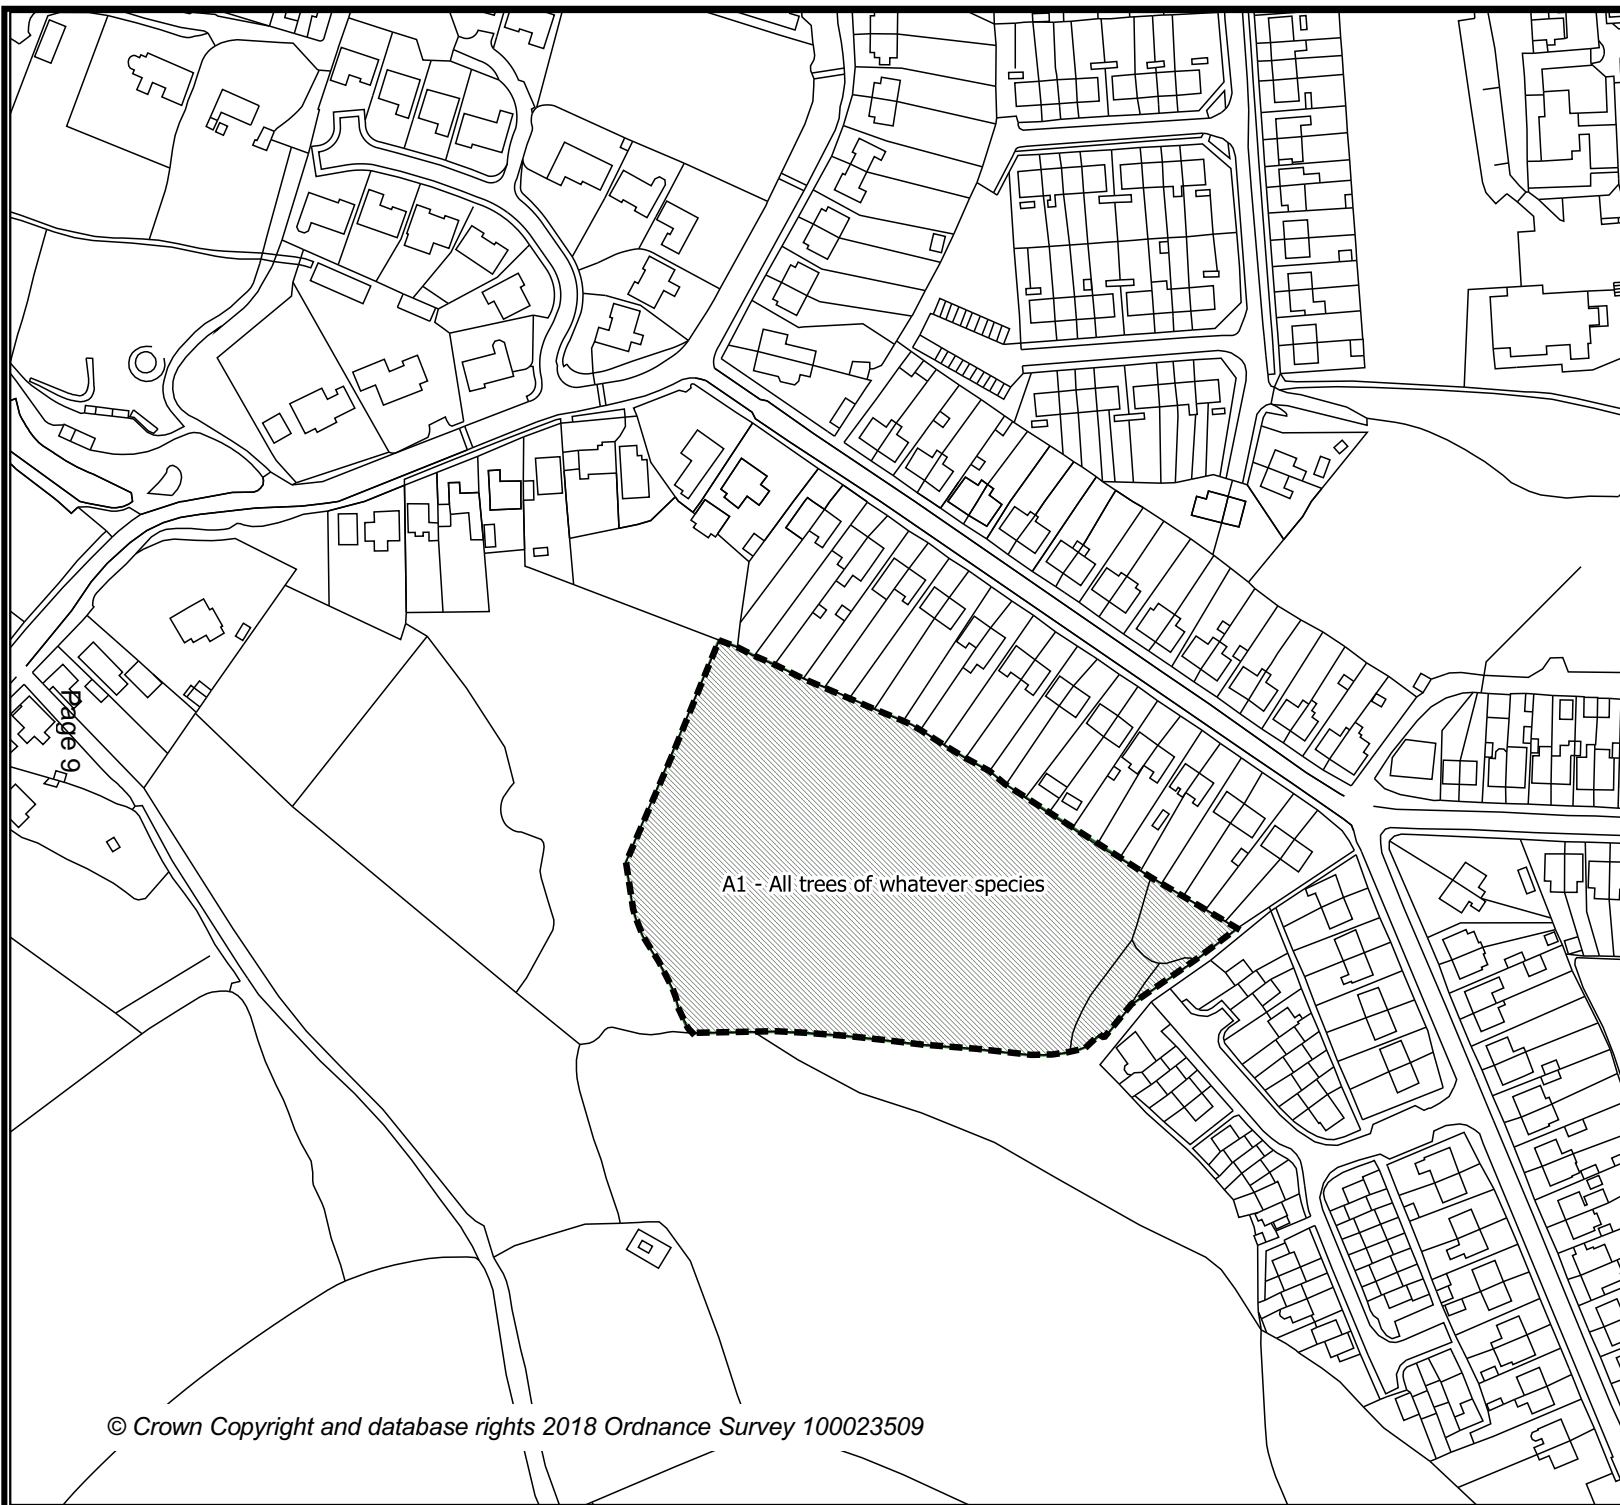 Page 9
A1 - All trees of whatever species
© Crown Copyright and database rights 2018 Ordnance Survey 100023509